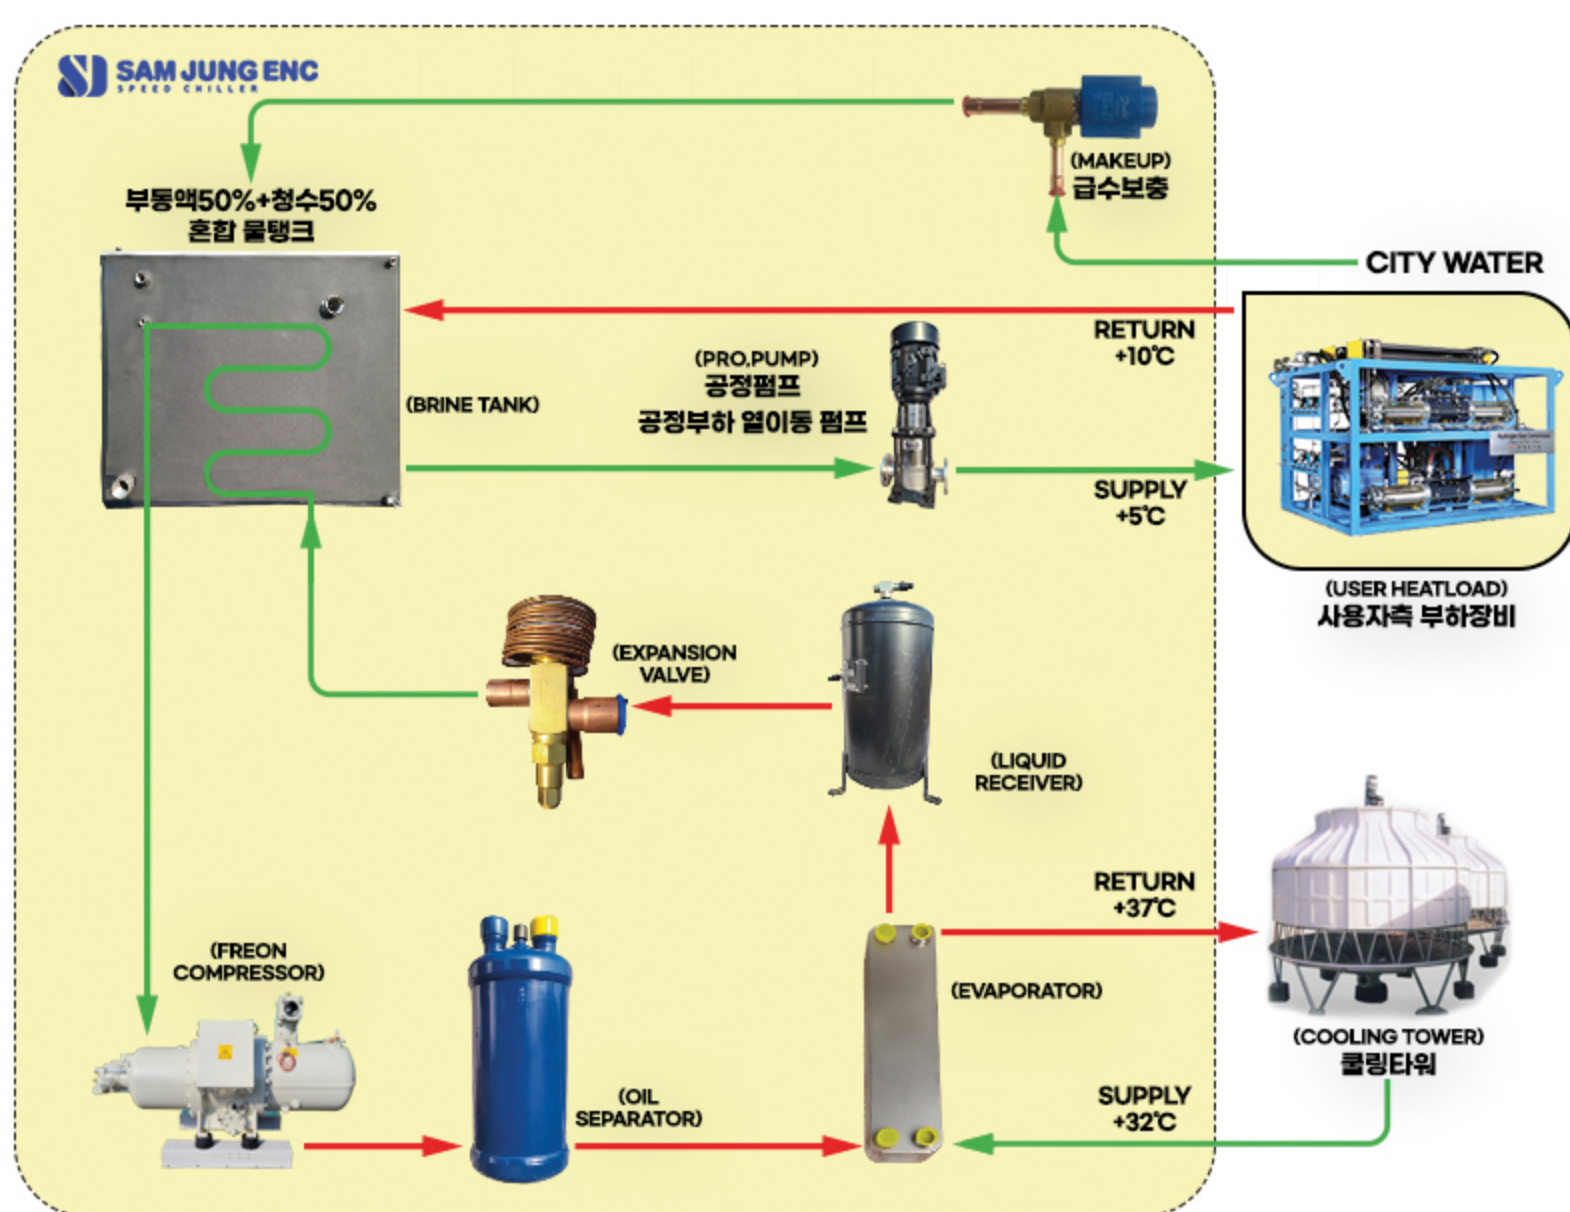 SAM JUNG ENC
SPEED CHILLER
(MAKEUP)
급수보충
부동액50%+청수50%
혼합 물탱크
CITY WATER
RETURN
+10℃
(PRO.PUMP)
공정펌프
공정부하 열이동 펌프
(BRINE TANK)
SUPPLY
+5℃
(USER HEATLOAD)
사용자측 부하장비
(EXPANSION
VALVE)
(LIQUID
RECEIVER)
RETURN
+37℃
(FREON
COMPRESSOR)
(EVAPORATOR)
(COOLING TOWER)
쿨링타워
(OIL
SEPARATOR)
SUPPLY
+32℃